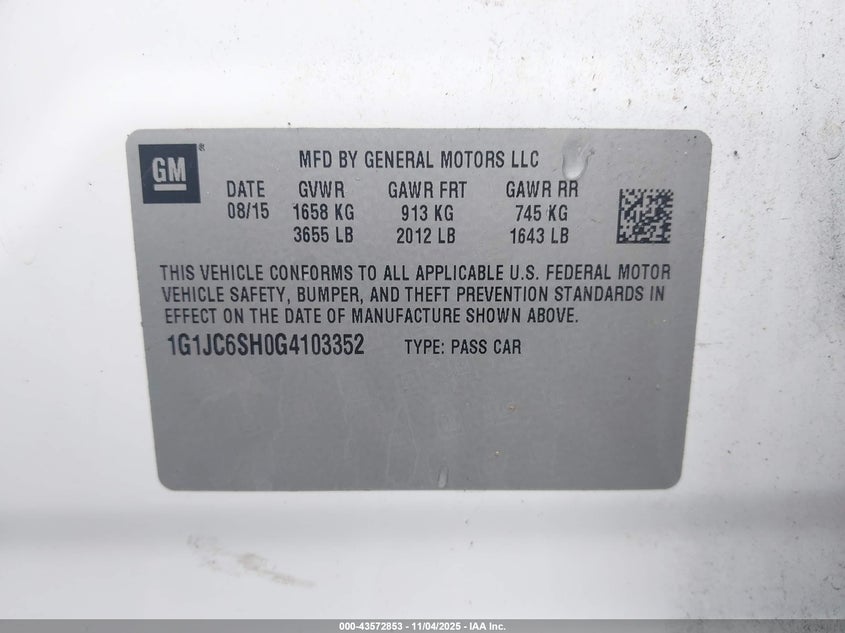 GM ®
MFD BY GENERAL MOTORS LLC
DATE GVWR GAWR FRT GAWR RR
08/15 1658 KG 913 KG 745 KG
3655 LB 2012 LB 1643 LB
THIS VEHICLE CONFORMS TO ALL APPLICABLE U.S. FEDERAL MOTOR
VEHICLE SAFETY, BUMPER, AND THEFT PREVENTION STANDARDS IN
EFFECT ON THE DATE OF MANUFACTURE SHOWN ABOVE.
1G1JC6SH0G4103352 TYPE: PASS CAR
000-43572853 - 11/04/2025 - IAA Inc.